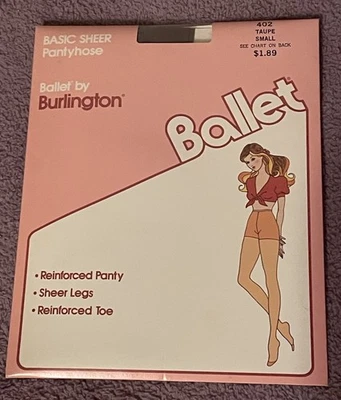 BASIC SHEER
Pantyhose
402
TAUPE
SMALL
SEE CHART ON BACK
$1.89
Ballet® by
Burlington®
Ballet
• Reinforced Panty
• Sheer Legs
• Reinforced Toe